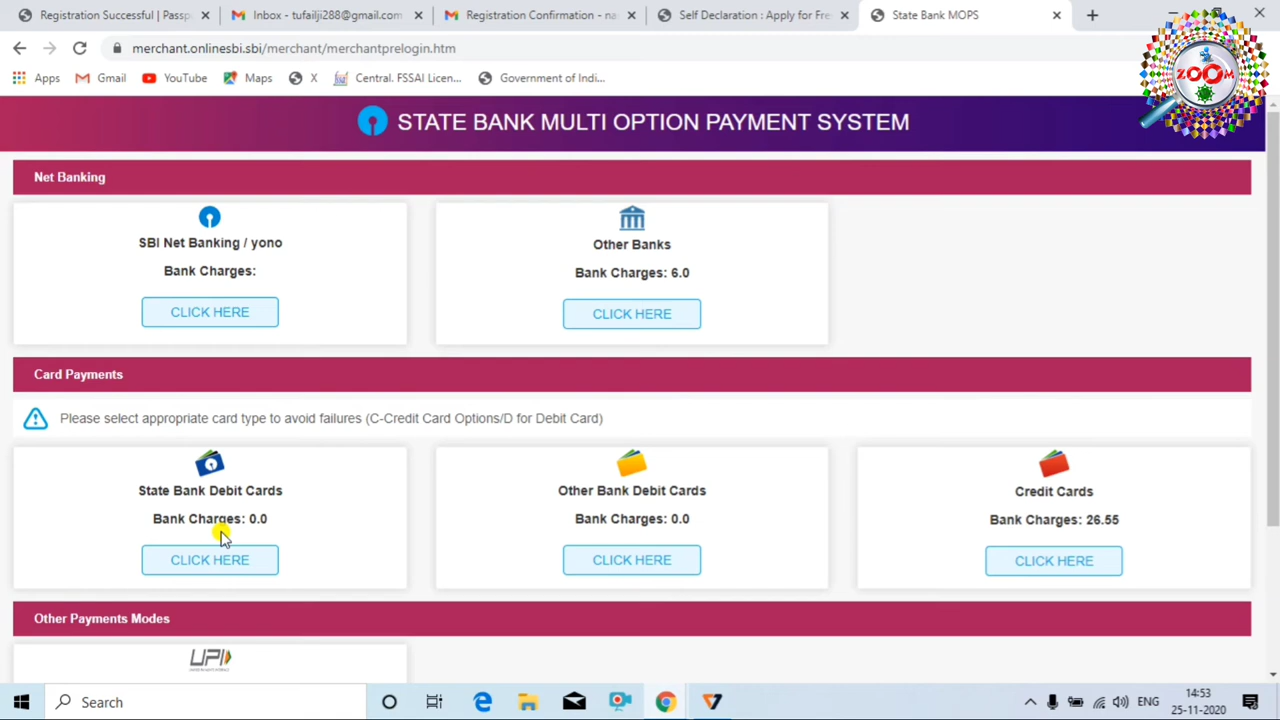 Registration Successful | Passp
Inbox - tufailji288@gmail.com
Registration Confirmation - na
Self Declaration : Apply for Fre
State Bank MOPS
merchant.onlinesbi.sbi/merchant/merchantprelogin.htm
Apps
Gmail
YouTube
Maps
X
Central. FSSAI Licen...
Government of Indi...
ZOOM
STATE BANK MULTI OPTION PAYMENT SYSTEM
Net Banking
SBI Net Banking / yono
Bank Charges:
CLICK HERE
Other Banks
Bank Charges: 6.0
CLICK HERE
Card Payments
Please select appropriate card type to avoid failures (C-Credit Card Options/D for Debit Card)
State Bank Debit Cards
Bank Charges: 0.0
CLICK HERE
Other Bank Debit Cards
Bank Charges: 0.0
CLICK HERE
Credit Cards
Bank Charges: 26.55
CLICK HERE
Other Payments Modes
UPI
Search
ENG
14:53
25-11-2020